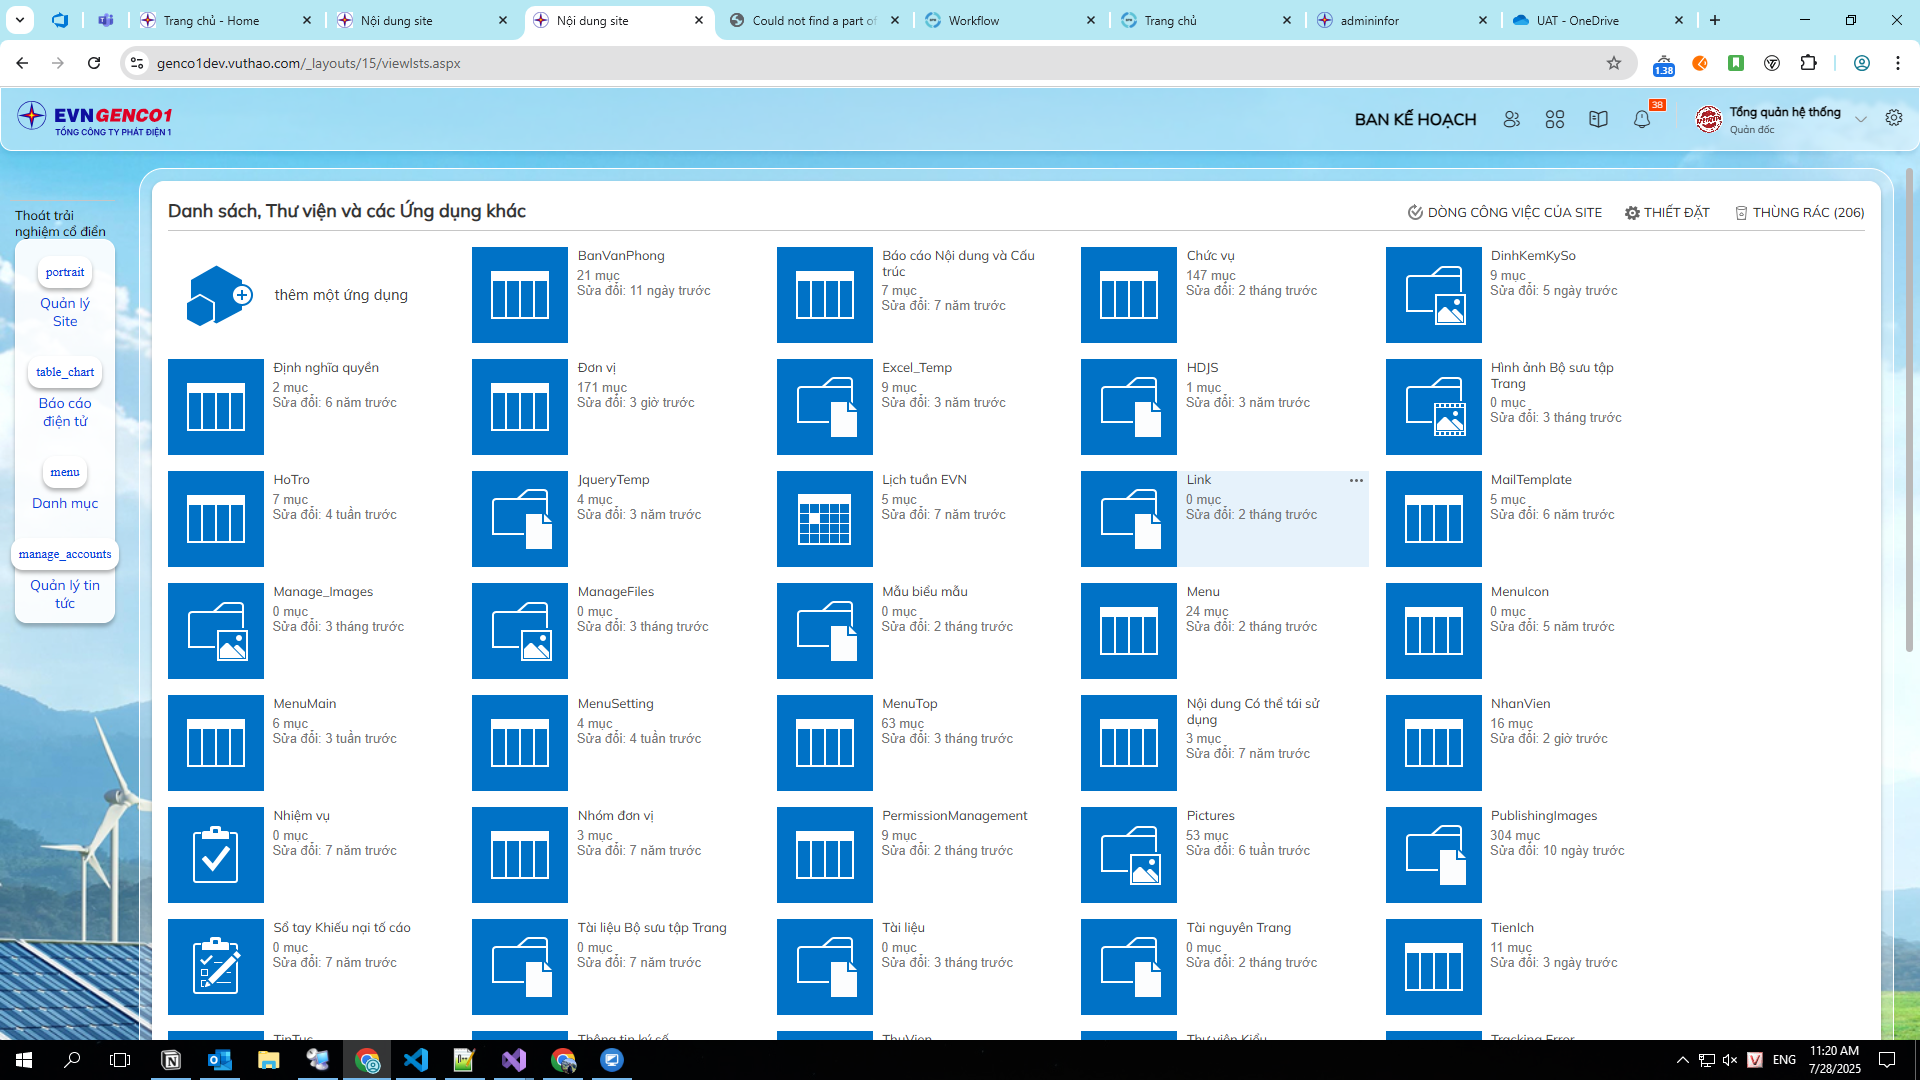 Trang chủ - Home
Nội dung site
Nội dung site
Could not find a part of
Workflow
Trang chủ
admininfor
UAT - OneDrive
genco1dev.vuthao.com/_layouts/15/viewlsts.aspx
1.38
EVNGENCO1
TỔNG CÔNG TY PHÁT ĐIỆN 1
BAN KẾ HOẠCH
38
Tổng quản hệ thống
Quản đốc
Thoát trải
nghiệm cổ điển
portrait
Quản lý
Site
table_chart
Báo cáo
điện tử
menu
Danh mục
manage_accounts
Quản lý tin
tức
Danh sách, Thư viện và các Ứng dụng khác
DÒNG CÔNG VIỆC CỦA SITE
THIẾT ĐẶT
THÙNG RÁC (206)
thêm một ứng dụng
BanVanPhong
21 mục
Sửa đổi: 11 ngày trước
Báo cáo Nội dung và Cấu
trúc
7 mục
Sửa đổi: 7 năm trước
Chức vụ
147 mục
Sửa đổi: 2 tháng trước
DinhKemKySo
9 mục
Sửa đổi: 5 ngày trước
Định nghĩa quyền
2 mục
Sửa đổi: 6 năm trước
Đơn vị
171 mục
Sửa đổi: 3 giờ trước
Excel_Temp
9 mục
Sửa đổi: 3 năm trước
HDJS
1 mục
Sửa đổi: 3 năm trước
Hình ảnh Bộ sưu tập
Trang
0 mục
Sửa đổi: 3 tháng trước
HoTro
7 mục
Sửa đổi: 4 tuần trước
JqueryTemp
4 mục
Sửa đổi: 3 năm trước
Lịch tuần EVN
5 mục
Sửa đổi: 7 năm trước
Link
0 mục
Sửa đổi: 2 tháng trước
MailTemplate
5 mục
Sửa đổi: 6 năm trước
Manage_Images
0 mục
Sửa đổi: 3 tháng trước
ManageFiles
0 mục
Sửa đổi: 3 tháng trước
Mẫu biểu mẫu
0 mục
Sửa đổi: 2 tháng trước
Menu
24 mục
Sửa đổi: 2 tháng trước
MenuIcon
0 mục
Sửa đổi: 5 năm trước
MenuMain
6 mục
Sửa đổi: 3 tuần trước
MenuSetting
4 mục
Sửa đổi: 4 tuần trước
MenuTop
63 mục
Sửa đổi: 3 tháng trước
Nội dung Có thể tái sử
dụng
3 mục
Sửa đổi: 7 năm trước
NhanVien
16 mục
Sửa đổi: 2 giờ trước
Nhiệm vụ
0 mục
Sửa đổi: 7 năm trước
Nhóm đơn vị
3 mục
Sửa đổi: 7 năm trước
PermissionManagement
9 mục
Sửa đổi: 2 tháng trước
Pictures
53 mục
Sửa đổi: 6 tuần trước
PublishingImages
304 mục
Sửa đổi: 10 ngày trước
Sổ tay Khiếu nại tố cáo
0 mục
Sửa đổi: 7 năm trước
Tài liệu Bộ sưu tập Trang
0 mục
Sửa đổi: 7 năm trước
Tài liệu
0 mục
Sửa đổi: 3 tháng trước
Tài nguyên Trang
0 mục
Sửa đổi: 2 tháng trước
TienIch
11 mục
Sửa đổi: 3 ngày trước
TinTuc
Thông tin ký số
ThuVien
Thư viện Kiểu
Tracking Error
ENG
11:20 AM
7/28/2025